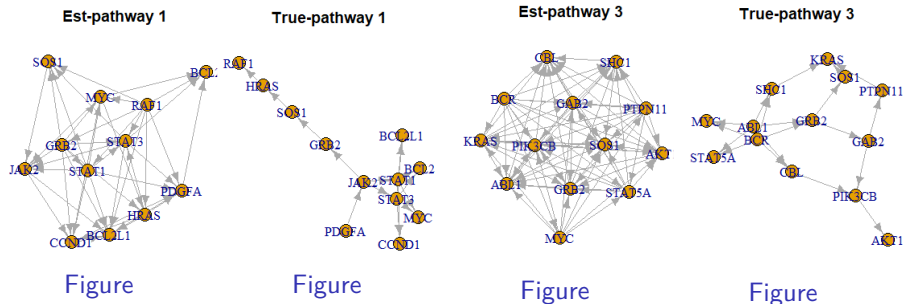 Est-pathway 1
True-pathway 1
Est-pathway 3
True-pathway 3
SOS1
BCL2
MYC
RAF1
GRB2
STAT3
JAK2
STAT1
PDGFA
HRAS
BCL2L1
CCND1
RAF1
HRAS
SOS1
GRB2
BCL2L1
BCL2
JAK2
STAT1
STAT3
MYC
PDGFA
CCND1
CBL
SHC1
BCR
GAB2
PTPN11
KRAS
PIK3CB
SOS1
AKT
ABL1
GRB2
STAT5A
MYC
KRAS
SOS1
SHC1
PTPN11
MYC
ABL1
GRB2
BCR
GAB2
STAT5A
CBL
PIK3CB
AKT1
Figure
Figure
Figure
Figure